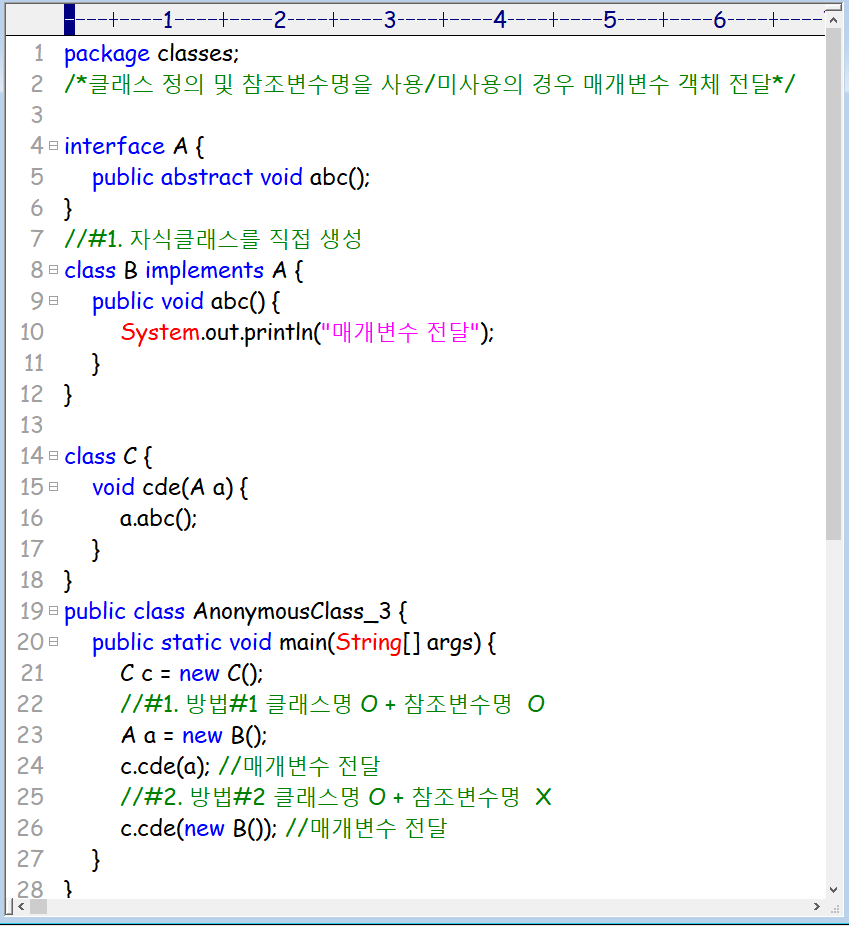 ----+----1----+----2----+----3----+----4----+----5----+----6----+----
1 package classes;
2 /*클래스 정의 및 참조변수명을 사용/미사용의 경우 매개변수 객체 전달*/
3
4 interface A {
5 public abstract void abc();
6 }
7 //#1. 자식클래스를 직접 생성
8 class B implements A {
9 public void abc() {
10 System.out.println("매개변수 전달");
11 }
12 }
13
14 class C {
15 void cde(A a) {
16 a.abc();
17 }
18 }
19 public class AnonymousClass_3 {
20 public static void main(String[] args) {
21 C c = new C();
22 //#1. 방법#1 클래스명 O + 참조변수명  O
23 A a = new B();
24 c.cde(a); //매개변수 전달
25 //#2. 방법#2 클래스명 O + 참조변수명  X
26 c.cde(new B()); //매개변수 전달
27 }
28 }